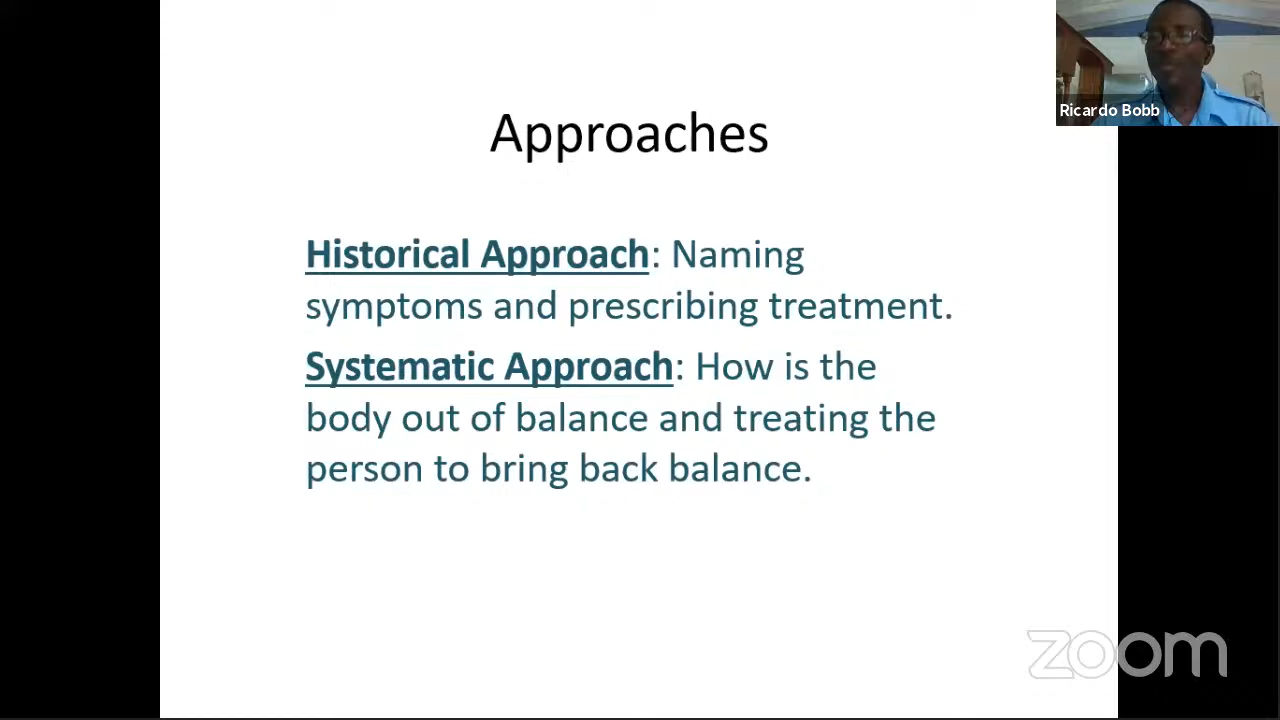 Ricardo Bobb
Approaches
Historical Approach: Naming
symptoms and prescribing treatment.
Systematic Approach: How is the
body out of balance and treating the
person to bring back balance.
zoom